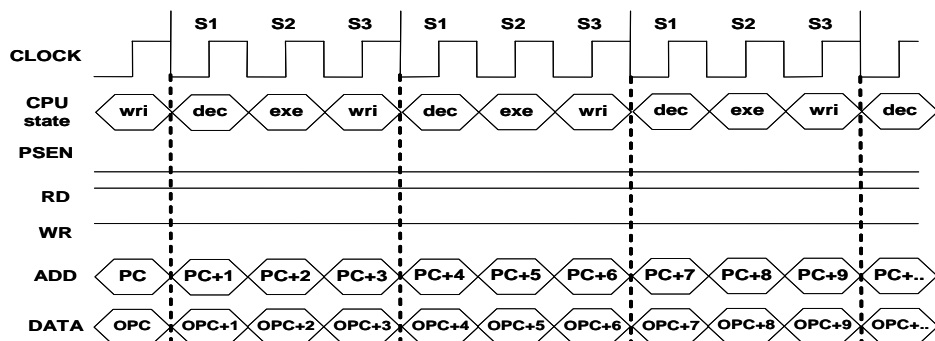 S1 S2 S3 S1 S2 S3 S1 S2 S3
CLOCK
CPU state wri dec exe wri dec exe wri dec exe wri dec
PSEN
RD
WR
ADD PC PC+1 PC+2 PC+3 PC+4 PC+5 PC+6 PC+7 PC+8 PC+9 PC+..
DATA OPC OPC+1 OPC+2 OPC+3 OPC+4 OPC+5 OPC+6 OPC+7 OPC+8 OPC+9 OPC+..